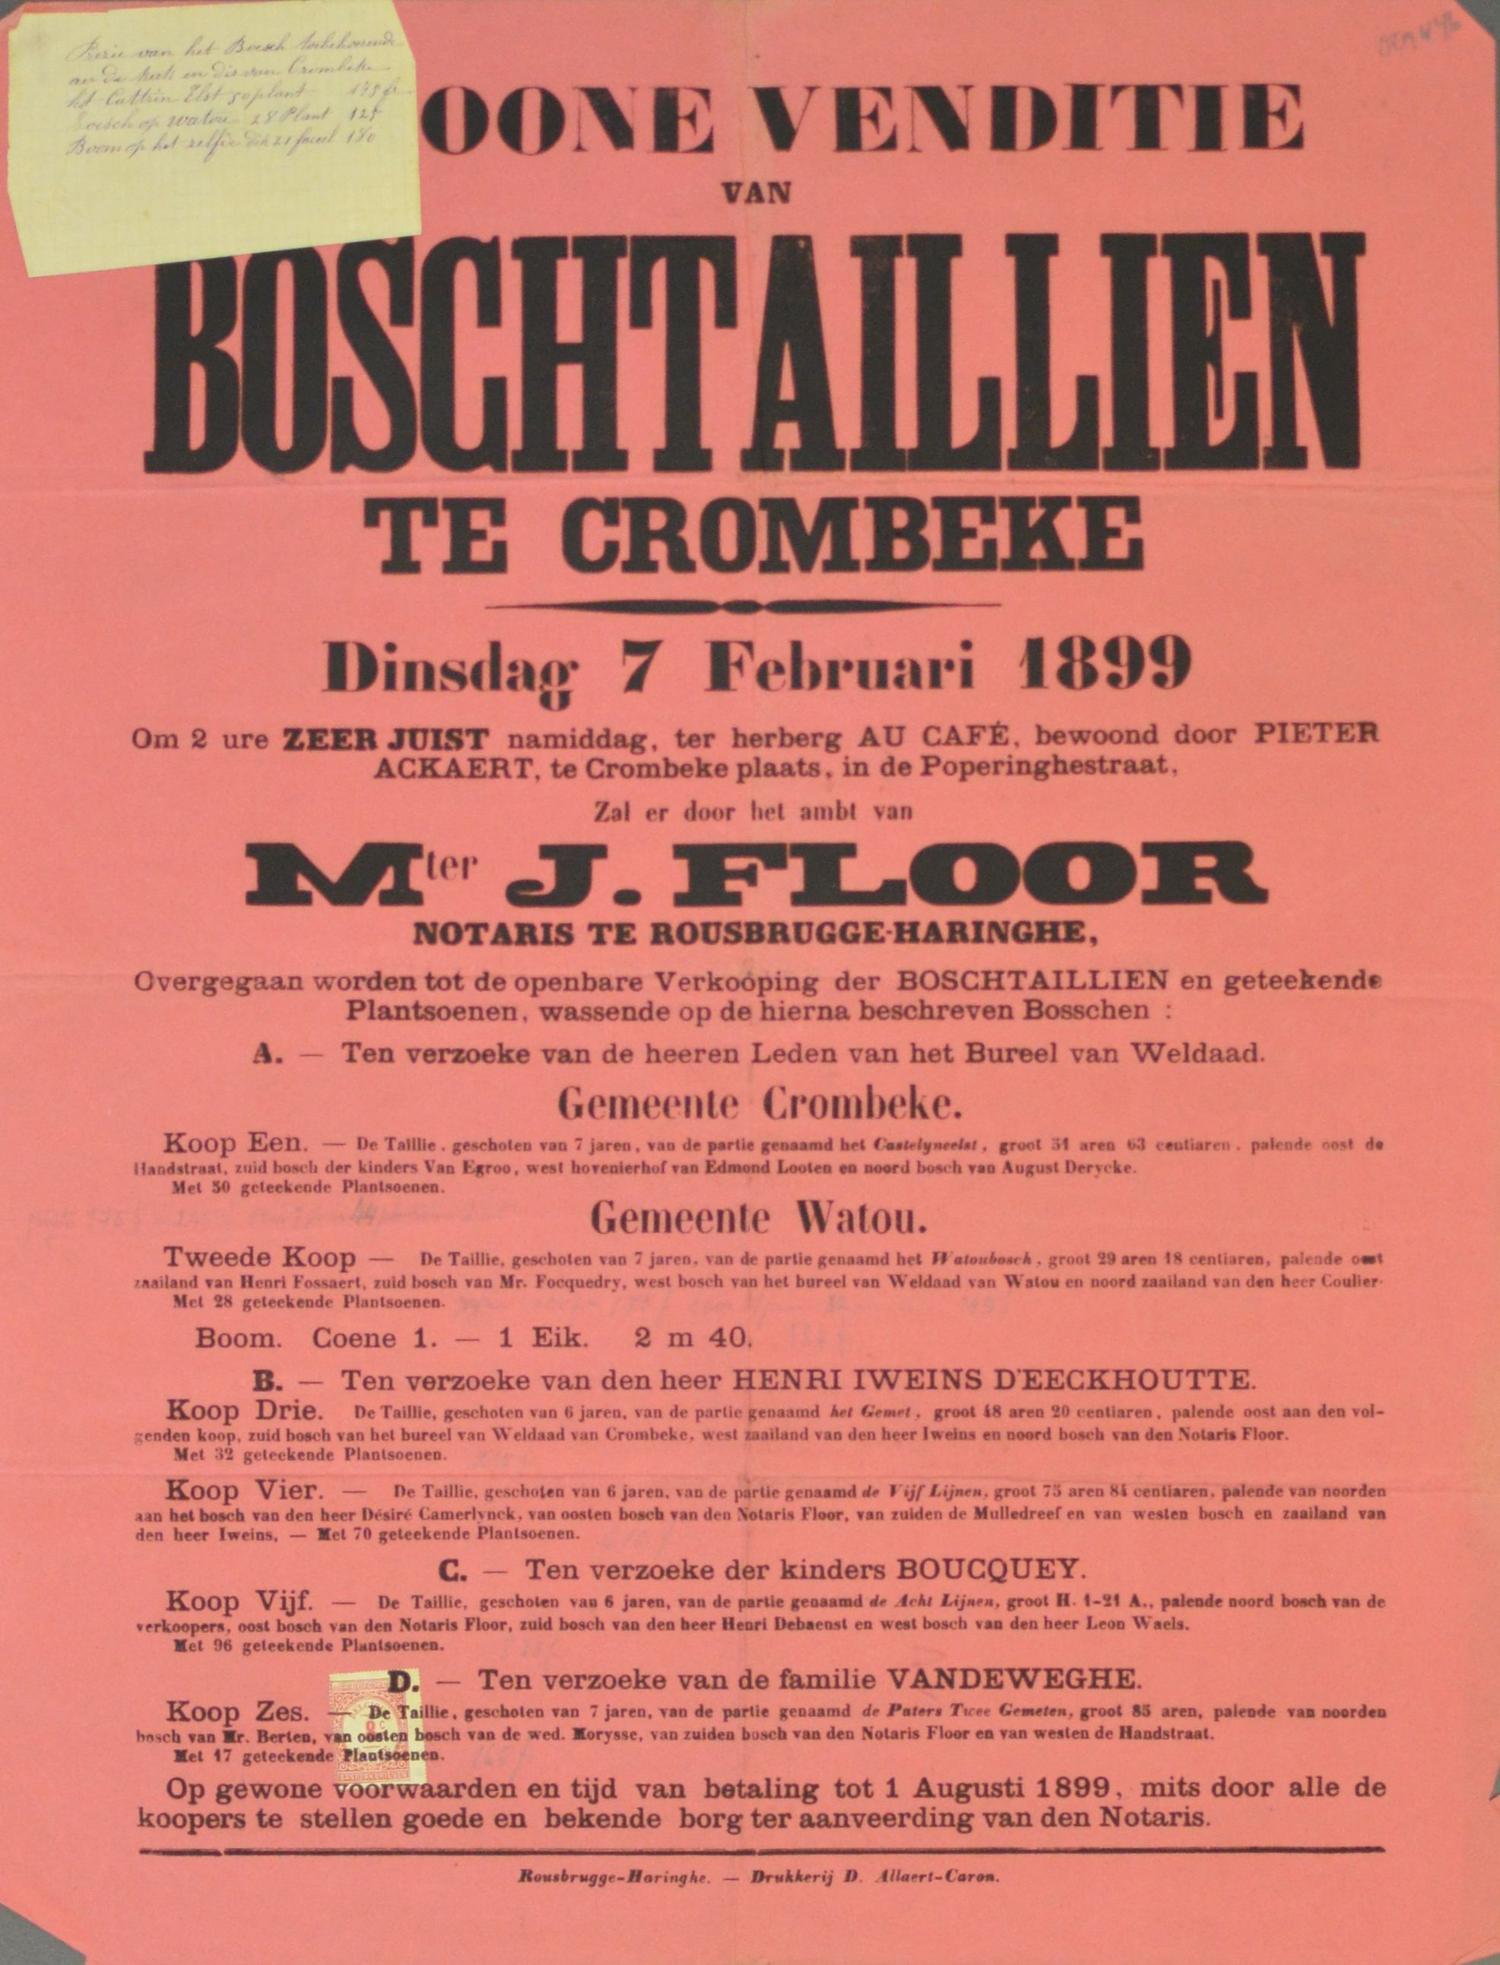 van het Bosch
en dis van Crombeke
Elst 50 plant
op watou 28 Plant 125
Boom op het zelfde 180
OONE VENDITIE
VAN
BOSCHTAILLIEN
TE CROMBEKE
Dinsdag 7 Februari 1899
Om 2 ure ZEER JUIST namiddag, ter herberg AU CAFÉ, bewoond door PIETER
ACKAERT, te Crombeke plaats, in de Poperinghestraat,
Zal er door het ambt van
Mter J. FLOOR
NOTARIS TE ROUSBRUGGE-HARINGHE,
Overgegaan worden tot de openbare Verkooping der BOSCHTAILLIEN en geteekende
Plantsoenen, wassende op de hierna beschreven Bosschen :
A. — Ten verzoeke van de heeren Leden van het Bureel van Weldaad.
Gemeente Crombeke.
Koop Een. — De Taillie, geschoten van 7 jaren, van de partie genaamd het Castelyneelst, groot 51 aren 63 centiaren, palende oost de
Handstraat, zuid bosch der kinders Van Egroo, west hovenierhof van Edmond Looten en noord bosch van August Derycke.
Met 50 geteekende Plantsoenen.
Gemeente Watou.
Tweede Koop — De Taillie, geschoten van 7 jaren, van de partie genaamd het Watoubosch, groot 29 aren 18 centiaren, palende oost
zaailand van Henri Fossaert, zuid bosch van Mr. Focquedry, west bosch van het bureel van Weldaad van Watou en noord zaailand van den heer Coulier.
Met 28 geteekende Plantsoenen.
Boom. Coene 1. — 1 Eik. 2 m 40.
B. — Ten verzoeke van den heer HENRI IWEINS D'EECKHOUTTE.
Koop Drie. De Taillie, geschoten van 6 jaren, van de partie genaamd het Gemet, groot 48 aren 20 centiaren, palende oost aan den vol-
genden koop, zuid bosch van het bureel van Weldaad van Crombeke, west zaailand van den heer Iweins en noord bosch van den Notaris Floor.
Met 32 geteekende Plantsoenen.
Koop Vier. — De Taillie, geschoten van 6 jaren, van de partie genaamd de Vijf Lijnen, groot 75 aren 84 centiaren, palende van noorden
aan het bosch van den heer Désiré Camerlynck, van oosten bosch van den Notaris Floor, van zuiden de Mulledreef en van westen bosch en zaailand van
den heer Iweins, — Met 70 geteekende Plantsoenen.
C. — Ten verzoeke der kinders BOUCQUEY.
Koop Vijf. — De Taillie, geschoten van 6 jaren, van de partie genaamd de Acht Lijnen, groot H. 1-21 A., palende noord bosch van de
verkoopers, oost bosch van den Notaris Floor, zuid bosch van den heer Henri Debaenst en west bosch van den heer Leon Waels.
Met 96 geteekende Plantsoenen.
D. — Ten verzoeke van de familie VANDEWEGHE.
Koop Zes. — De Taillie, geschoten van 7 jaren, van de partie genaamd de Paters Twee Gemeten, groot 85 aren, palende van noorden
bosch van Mr. Berten, van oosten bosch van de wed. Morysse, van zuiden bosch van den Notaris Floor en van westen de Handstraat.
Met 17 geteekende Plantsoenen.
Op gewone voorwaarden en tijd van betaling tot 1 Augusti 1899, mits door alle de
koopers te stellen goede en bekende borg ter aanveerding van den Notaris.
Rousbrugge-Haringhe. — Drukkerij D. Allaert-Caron.